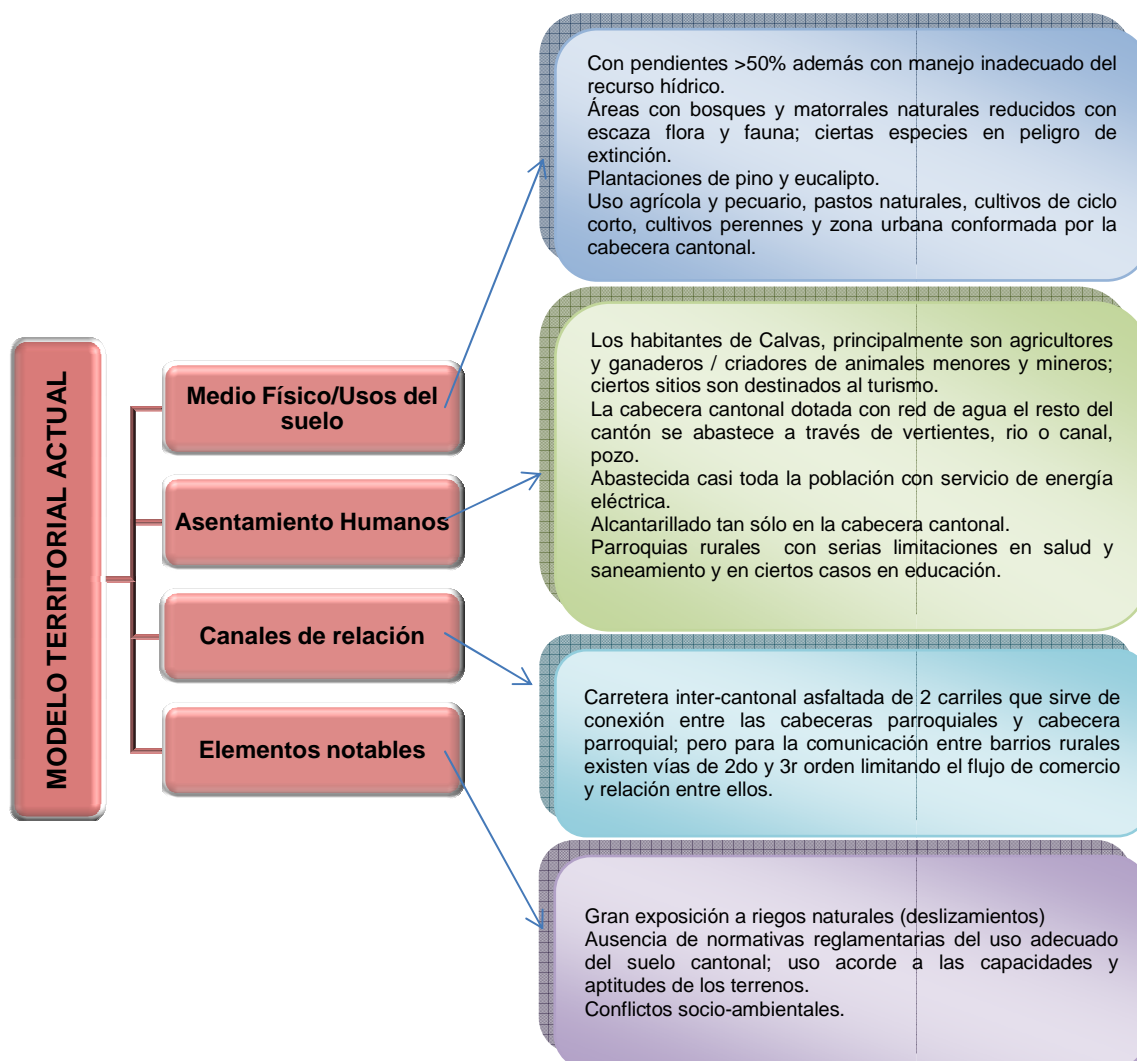 MODELO TERRITORIAL ACTUAL
Medio Físico/Usos del
suelo
Con pendientes >50% además con manejo inadecuado del
recurso hídrico.
Áreas con bosques y matorrales naturales reducidos con
escaza flora y fauna; ciertas especies en peligro de
extinción.
Plantaciones de pino y eucalipto.
Uso agrícola y pecuario, pastos naturales, cultivos de ciclo
corto, cultivos perennes y zona urbana conformada por la
cabecera cantonal.
Asentamiento Humanos
Los habitantes de Calvas, principalmente son agricultores
y ganaderos / criadores de animales menores y mineros;
ciertos sitios son destinados al turismo.
La cabecera cantonal dotada con red de agua el resto del
cantón se abastece a través de vertientes, rio o canal,
pozo.
Abastecida casi toda la población con servicio de energía
eléctrica.
Alcantarillado tan sólo en la cabecera cantonal.
Parroquias rurales con serias limitaciones en salud y
saneamiento y en ciertos casos en educación.
Canales de relación
Carretera inter-cantonal asfaltada de 2 carriles que sirve de
conexión entre las cabeceras parroquiales y cabecera
parroquial; pero para la comunicación entre barrios rurales
existen vías de 2do y 3r orden limitando el flujo de comercio
y relación entre ellos.
Elementos notables
Gran exposición a riegos naturales (deslizamientos)
Ausencia de normativas reglamentarias del uso adecuado
del suelo cantonal; uso acorde a las capacidades y
aptitudes de los terrenos.
Conflictos socio-ambientales.